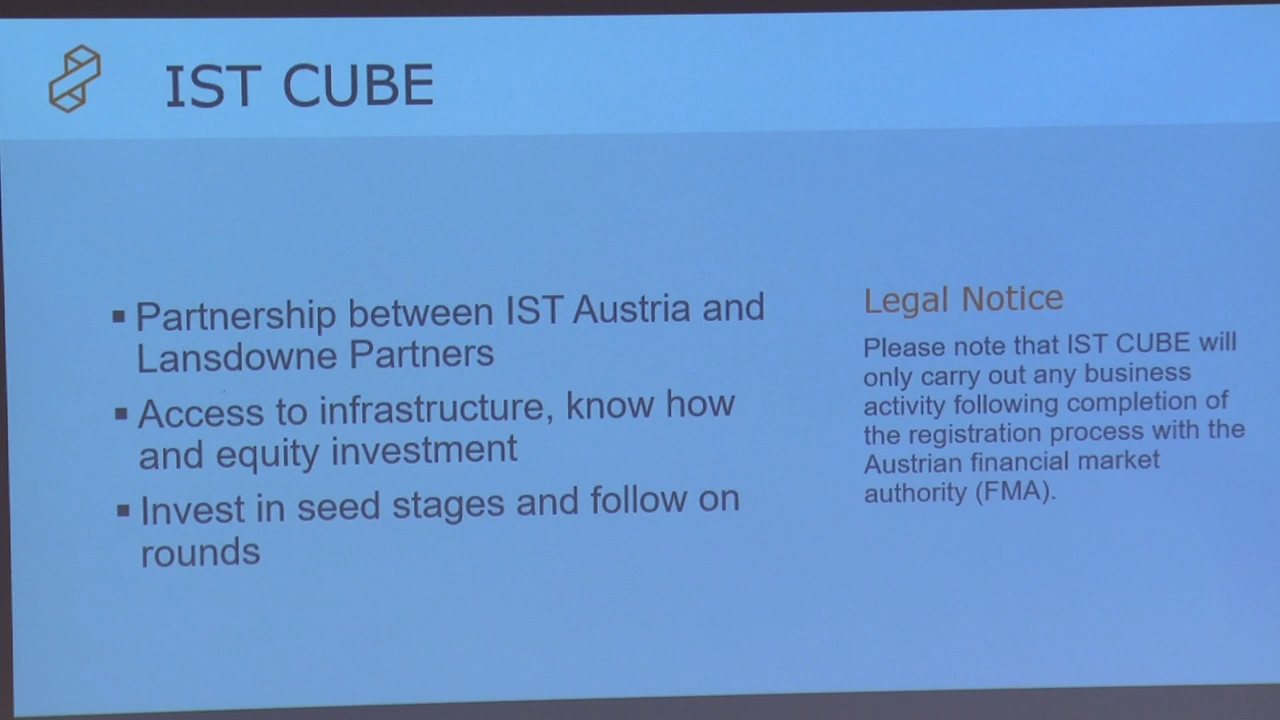 IST CUBE
▪ Partnership between IST Austria and
Lansdowne Partners
▪ Access to infrastructure, know how
and equity investment
▪ Invest in seed stages and follow on
rounds
Legal Notice
Please note that IST CUBE will
only carry out any business
activity following completion of
the registration process with the
Austrian financial market
authority (FMA).